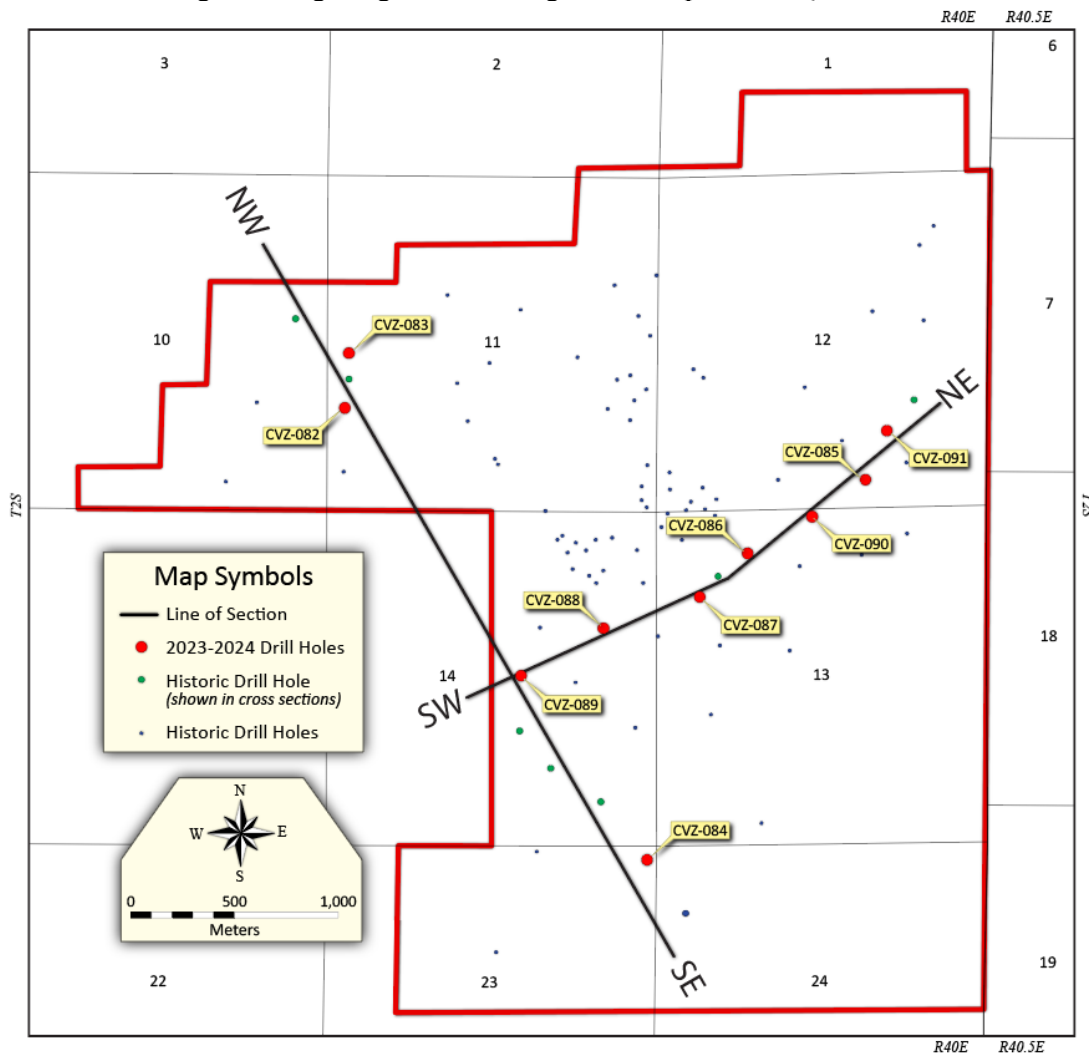 R40E R40.5E
3
2
1
6
NW
7
10
CVZ-083
11
12
NE
CVZ-082
CVZ-085
CVZ-091
T2S
CVZ-086
CVZ-090
Map Symbols
Line of Section
2023-2024 Drill Holes
Historic Drill Hole
(shown in cross sections)
Historic Drill Holes
CVZ-088
CVZ-087
18
14
13
SW
CVZ-089
CVZ-084
N
W E
S
0 500 1,000
Meters
22
23
SE
24
19
R40E R40.5E